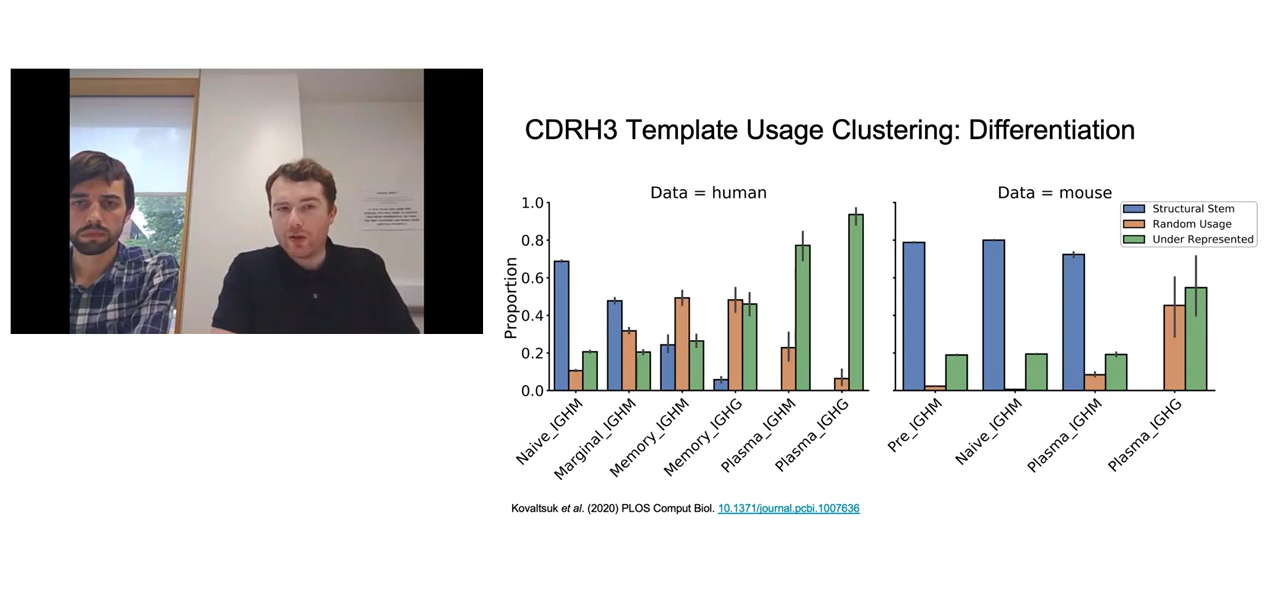 CDRH3 Template Usage Clustering: Differentiation
Data = human
Data = mouse
Structural Stem
Random Usage
Under Represented
Proportion
1.0
0.8
0.6
0.4
0.2
0.0
Naive_IGHM
Marginal_IGHM
Memory_IGHM
Memory_IGHG
Plasma_IGHM
Plasma_IGHG
Pre_IGHM
Naive_IGHM
Plasma_IGHM
Plasma_IGHG
Kovaltsuk et al. (2020) PLOS Comput Biol. 10.1371/journal.pcbi.1007636